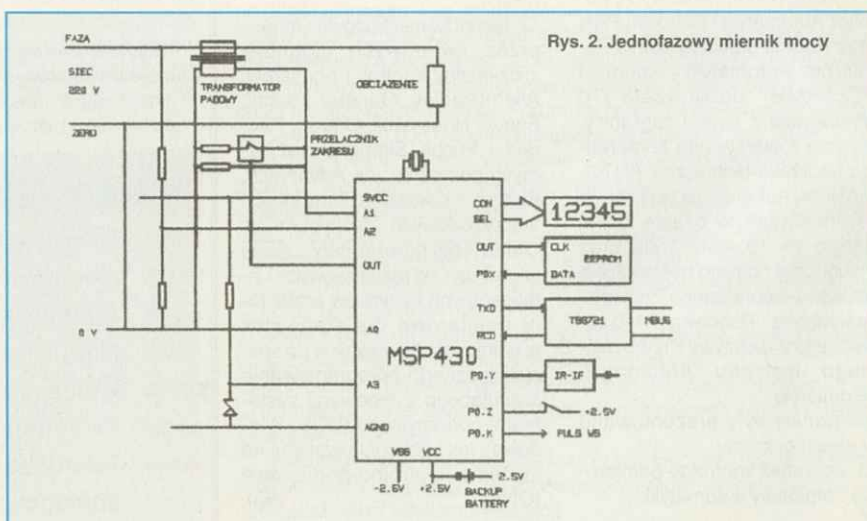 Rys. 2. Jednofazowy miernik mocy
FAZA
SIEC
220 V
ZERO
TRANSFORMATOR
PADOWY
OBCIAZENIE
PRZELACZNIK
ZAKRESU
SVCC
A1
A2
OUT
0 V
A0
A3
AGND
MSP430
VSS
VCC
-2.5V
+2.5V
2.5V
BACKUP
BATTERY
COM
SEL
12345
OUT
CLK
EEPROM
P0x
DATA
TXD
TSS721
MBUS
RCD
P0.Y
IR-IF
P0.Z
+2.5V
P0.X
PULS WS